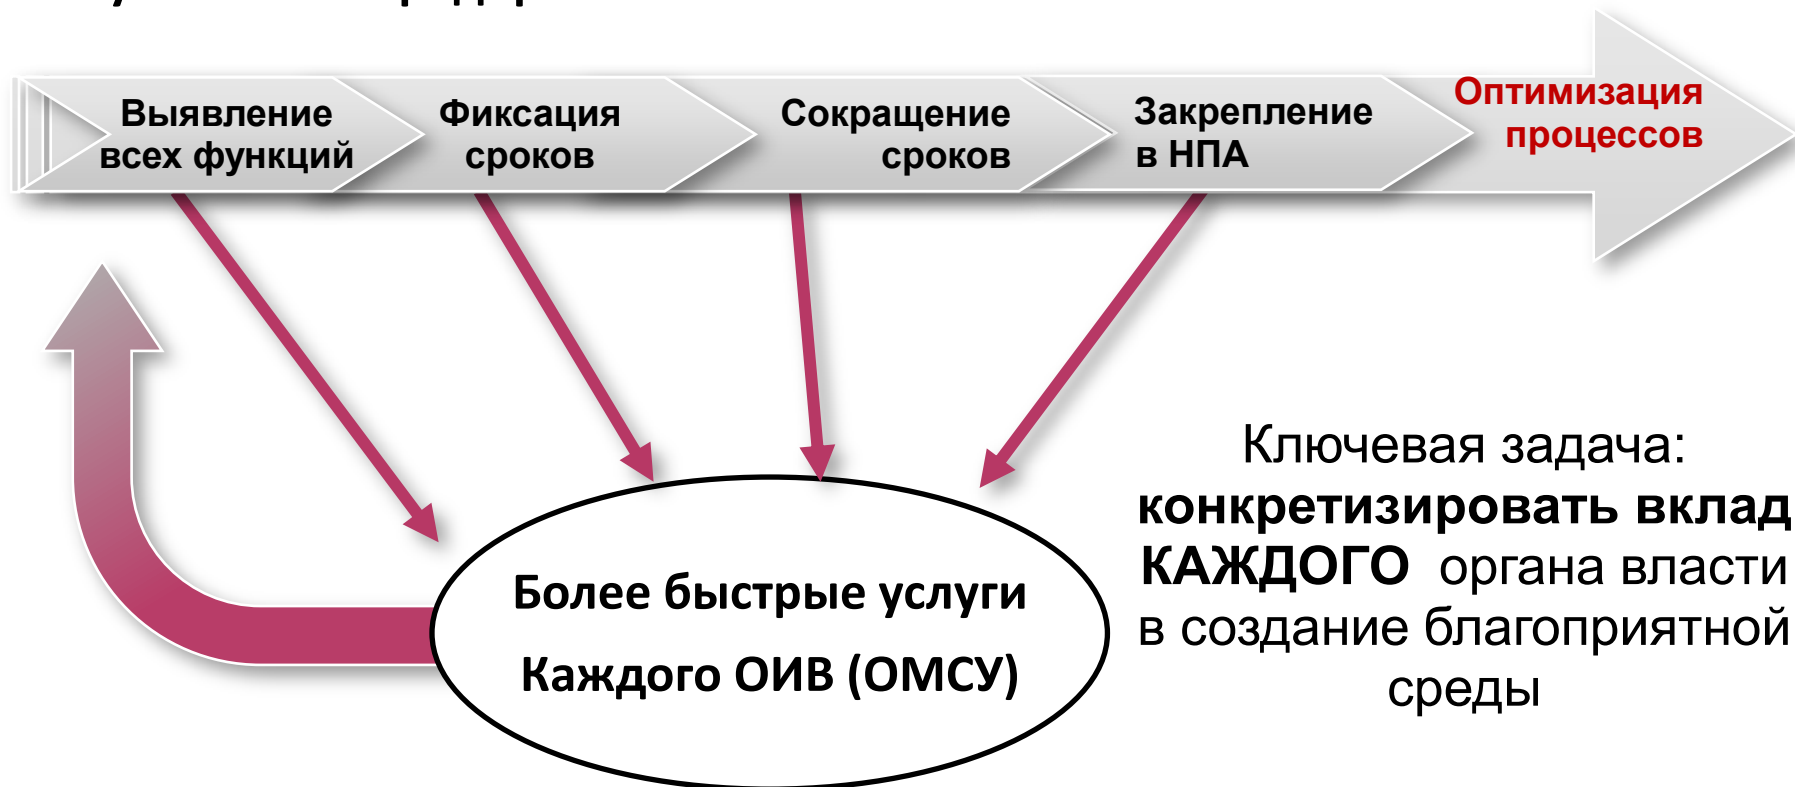 Выявление
всех функций
Фиксация
сроков
Сокращение
сроков
Закрепление
в НПА
Оптимизация
процессов
Ключевая задача:
конкретизировать вклад
КАЖДОГО органа власти
в создание благоприятной
среды
Более быстрые услуги
Каждого ОИВ (ОМСУ)